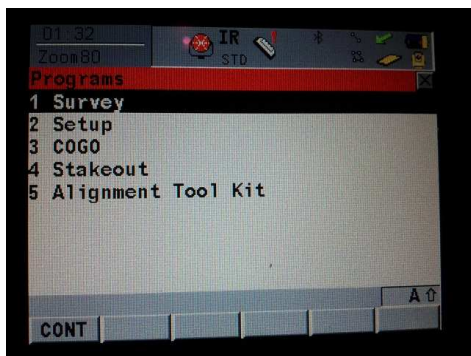 01:32
IR
STD
Zoom80
Programs
1 Survey
2 Setup
3 COGO
4 Stakeout
5 Alignment Tool Kit
A
CONT